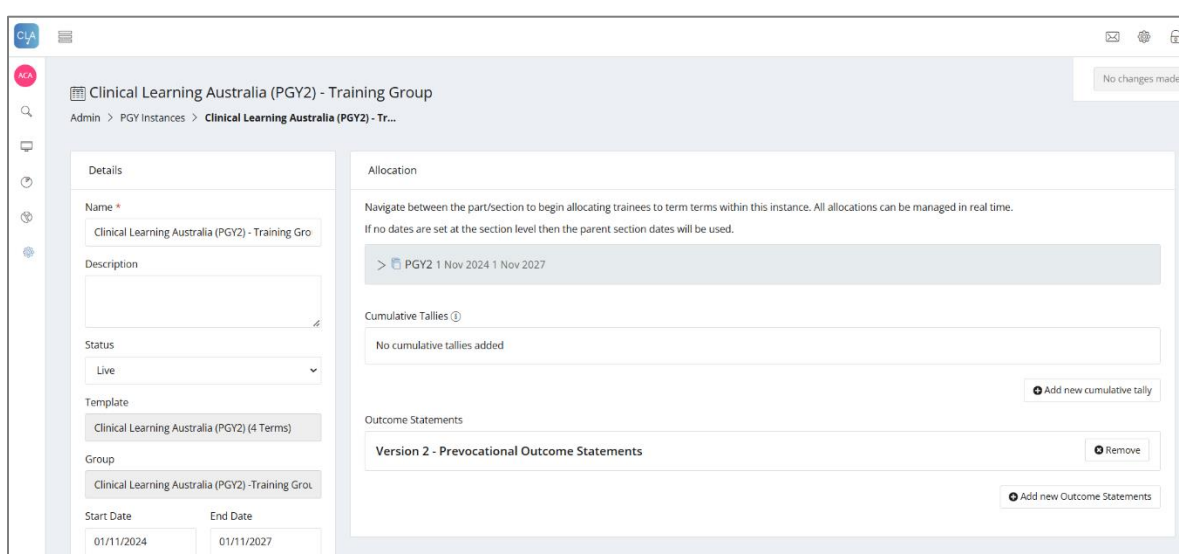 CLA
ACA
No changes made
Clinical Learning Australia (PGY2) - Training Group
Admin > PGY Instances > Clinical Learning Australia (PGY2) - Tr...
Details
Name *
Clinical Learning Australia (PGY2) - Training Gro
Description
Status
Live
Template
Clinical Learning Australia (PGY2) (4 Terms)
Group
Clinical Learning Australia (PGY2) -Training Grou
Start Date End Date
01/11/2024 01/11/2027
Allocation
Navigate between the part/section to begin allocating trainees to term terms within this instance. All allocations can be managed in real time.
If no dates are set at the section level then the parent section dates will be used.
> PGY2 1 Nov 2024 1 Nov 2027
Cumulative Tallies
No cumulative tallies added
Add new cumulative tally
Outcome Statements
Version 2 - Prevocational Outcome Statements
Remove
Add new Outcome Statements